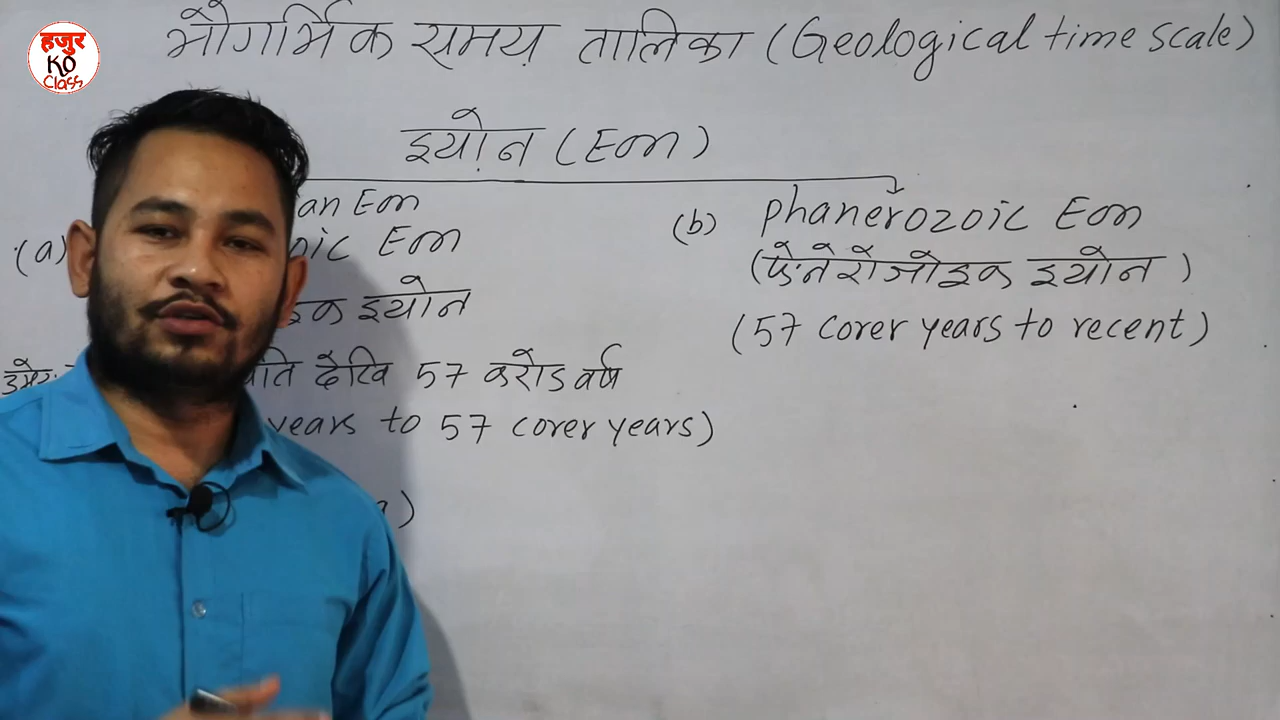 हजुर
KO
Class
भौगर्भिक समय तालिका (Geological time scale)
इयोन (Eon)
an Eon
(a)
oic Eon
इक इयोन
देखि 57 करोड वर्ष
years to 57 corer years)
a)
(b) phanerozoic Eon
(फेनेरोजोइक इयोन)
(57 corer years to recent)